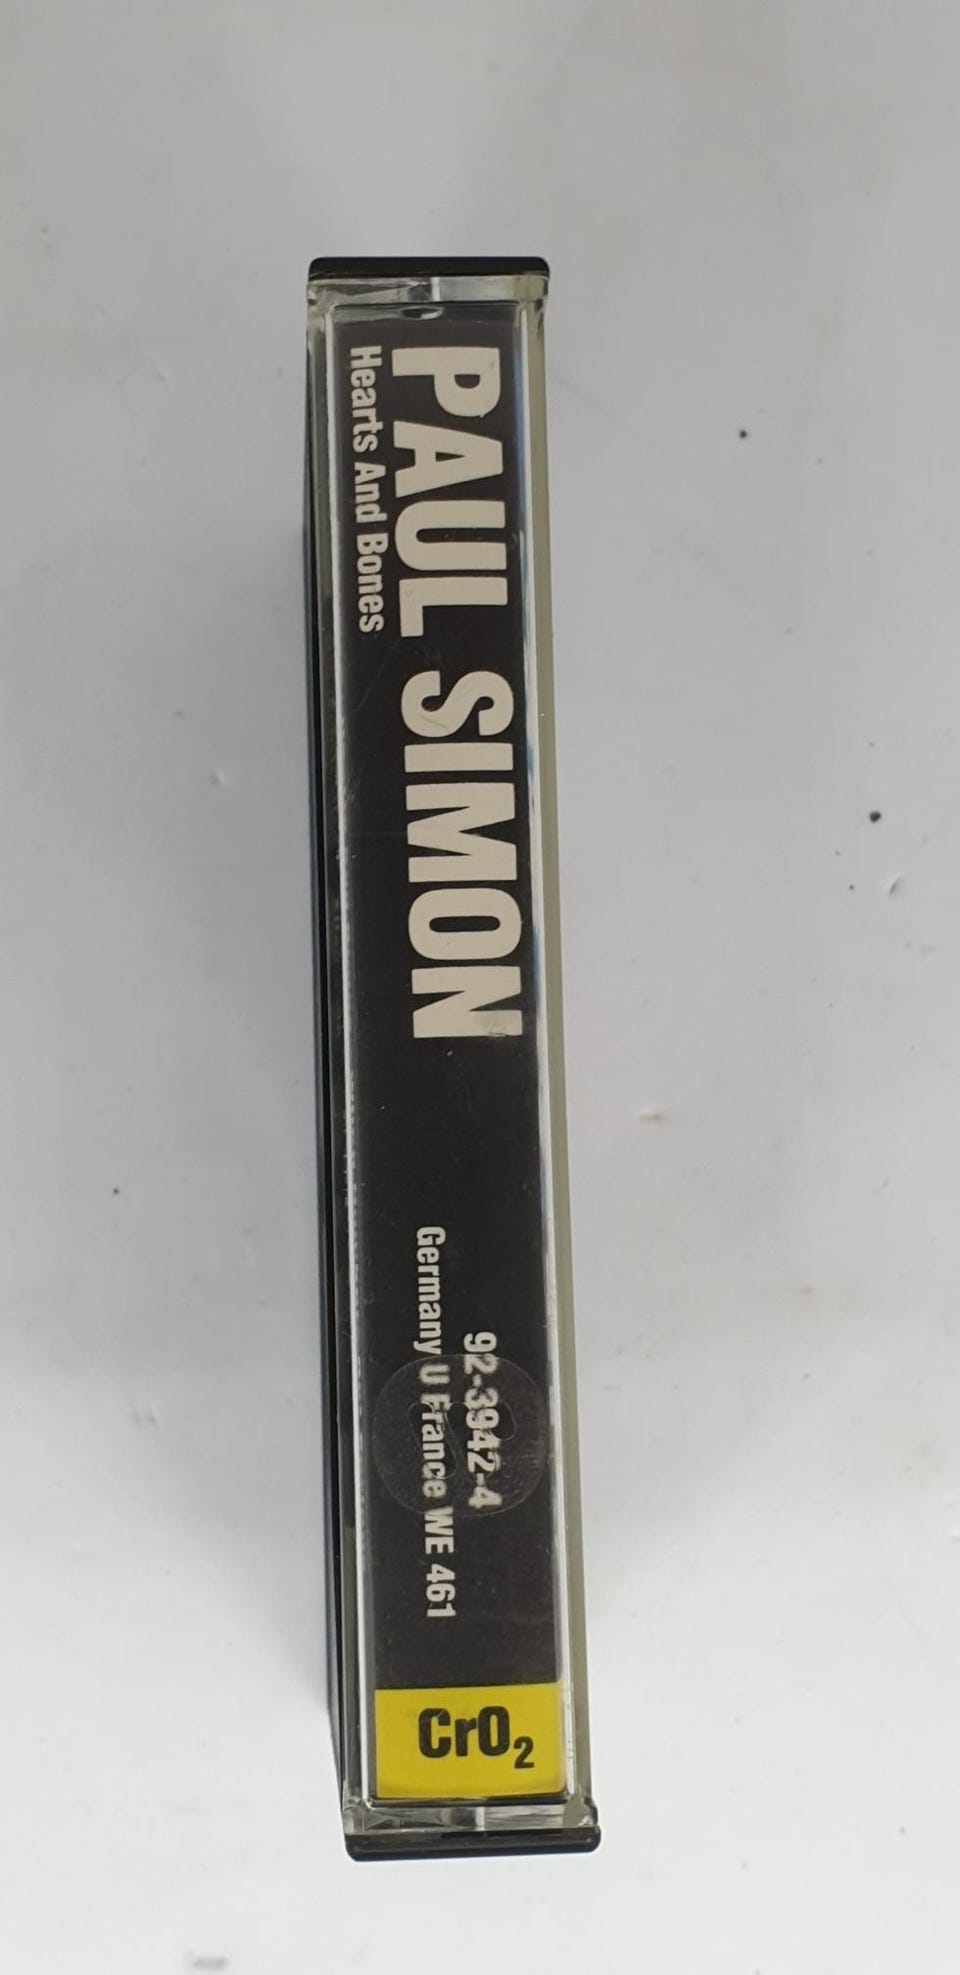 PAUL SIMON
Hearts And Bones
92-3942-4
Germany U France WE 461
CrO₂